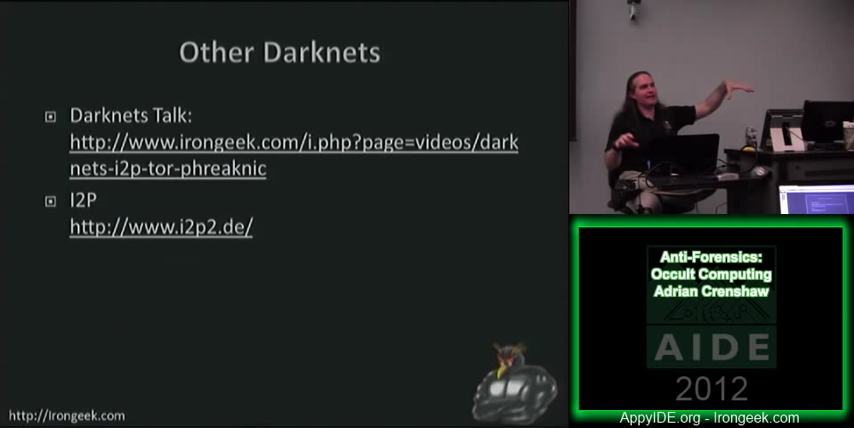 Other Darknets
Darknets Talk:
http://www.irongeek.com/i.php?page=videos/dark
nets-i2p-tor-phreaknic
I2P
http://www.i2p2.de/
http://Irongeek.com
Anti-Forensics:
Occult Computing
Adrian Crenshaw
AIDE
2012
AppyIDE.org - Irongeek.com